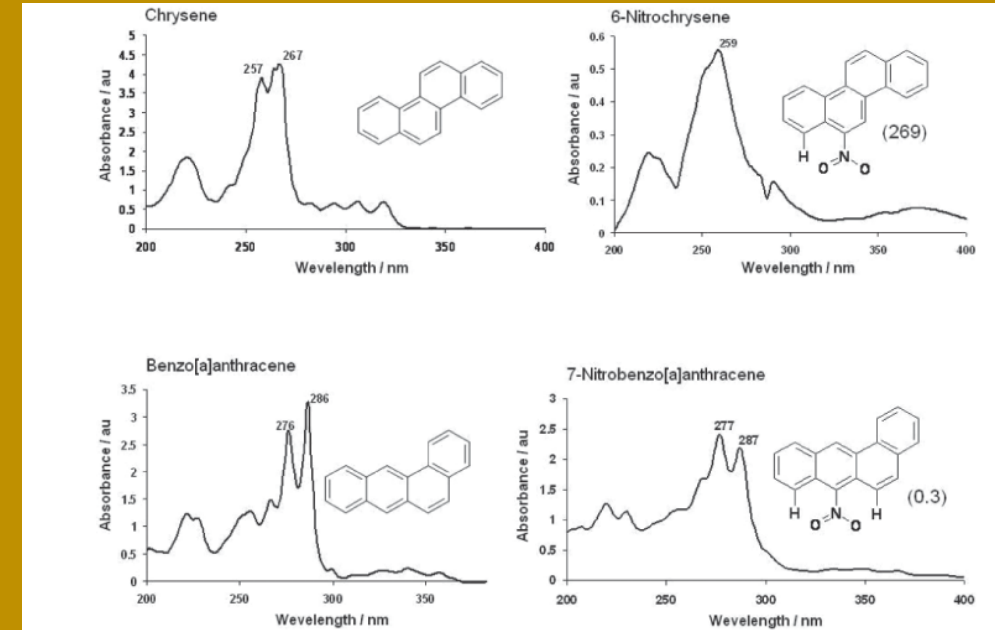 Chrysene
5
4.5
4
3.5
3
2.5
2
1.5
1
0.5
0
Absorbance / au
257
267
200
250
300
350
400
Wavelength / nm
6-Nitrochrysene
0.6
0.5
0.4
0.3
0.2
0.1
0
Absorbance / au
259
H
N
O
O
(269)
200
250
300
350
400
Wavelength / nm
Benzo[a]anthracene
3.5
3
2.5
2
1.5
1
0.5
0
Absorbance / au
276
286
200
250
300
350
Wavelength / nm
7-Nitrobenzo[a]anthracene
3
2.5
2
1.5
1
0.5
0
Absorbance / au
277
287
H
N
H
O
O
(0.3)
200
250
300
350
400
Wavelength / nm